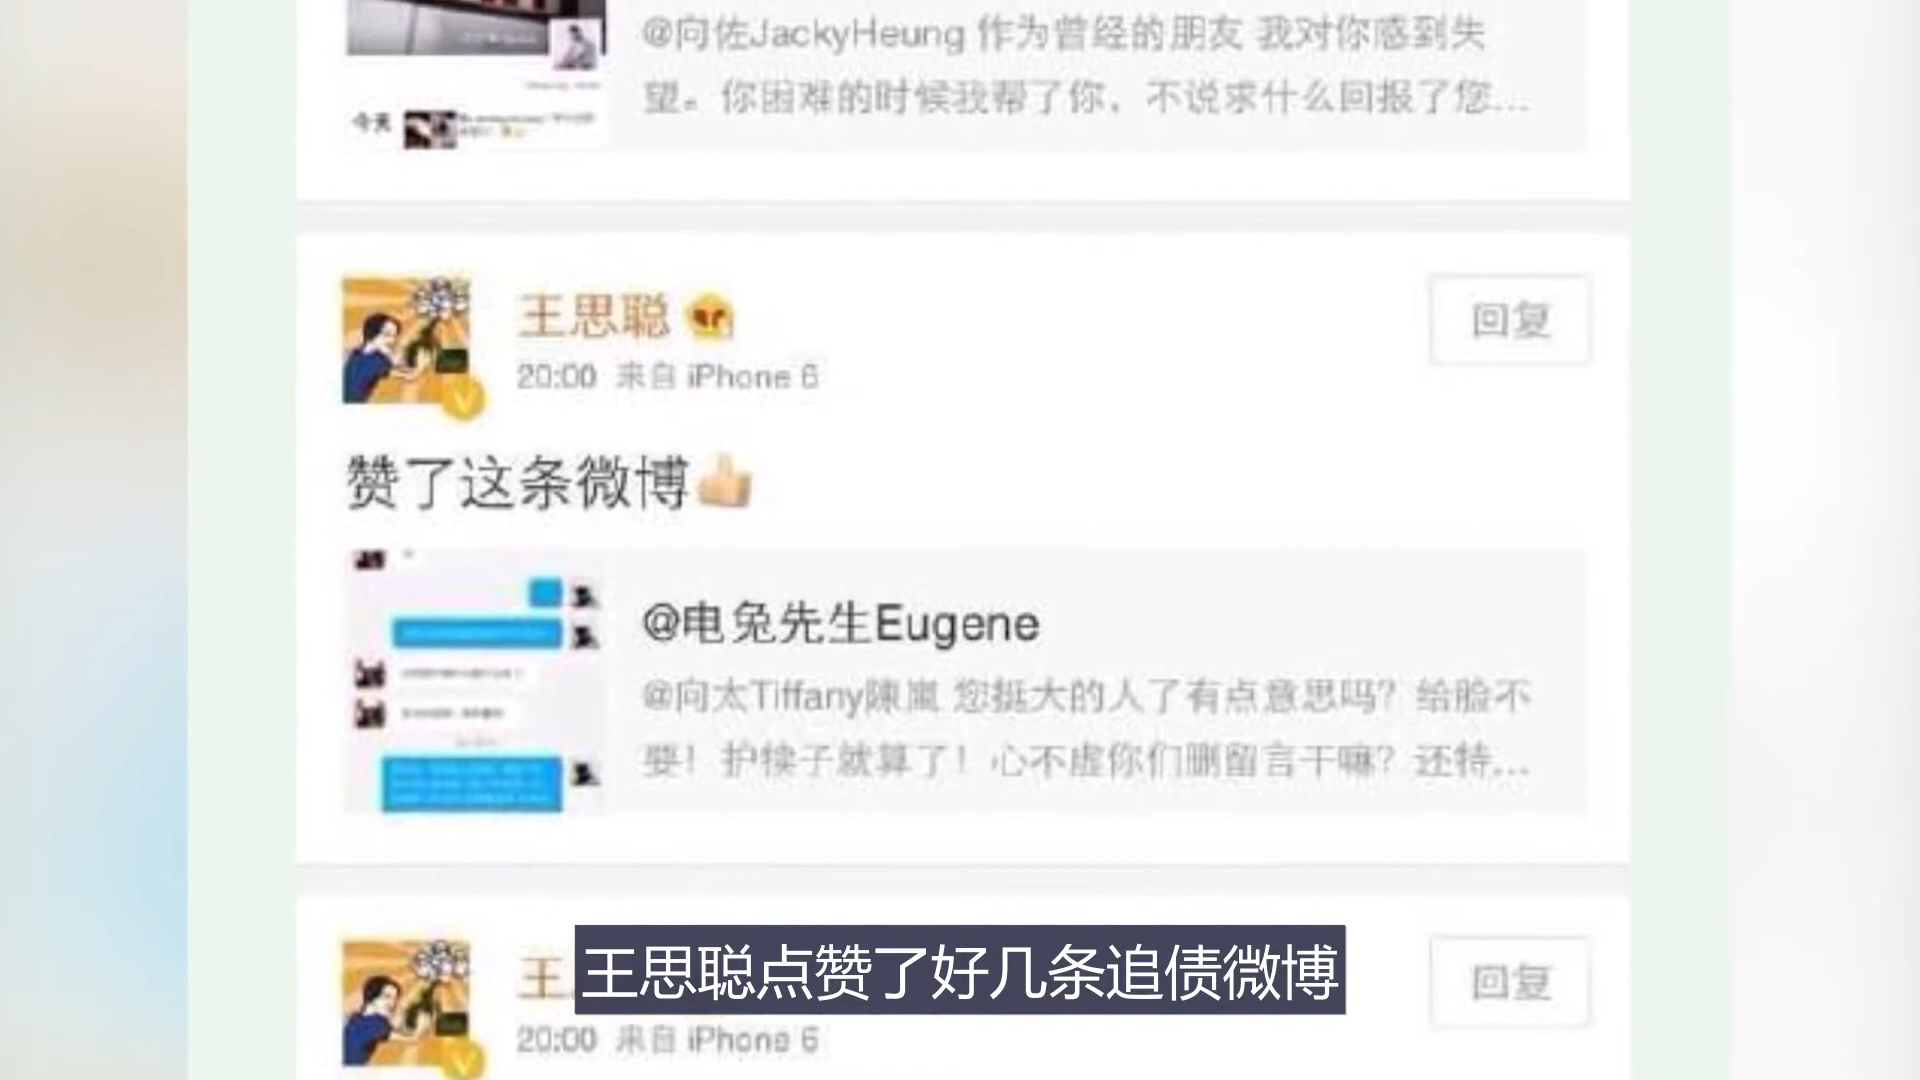 @向佐JackyHeung 作为曾经的朋友 我对你感到失
望。你困难的时候我帮了你，不说求什么回报了您...
今天
王思聪
回复
20:00 来自 iPhone 6
赞了这条微博
@电兔先生Eugene
@向太Tiffany陳嵐 您挺大的人了有点意思吗？给脸不
要！护犊子就算了！心不虚你们删留言干嘛？还特...
王
回复
王思聪点赞了好几条追债微博
20:00 来自 iPhone 6